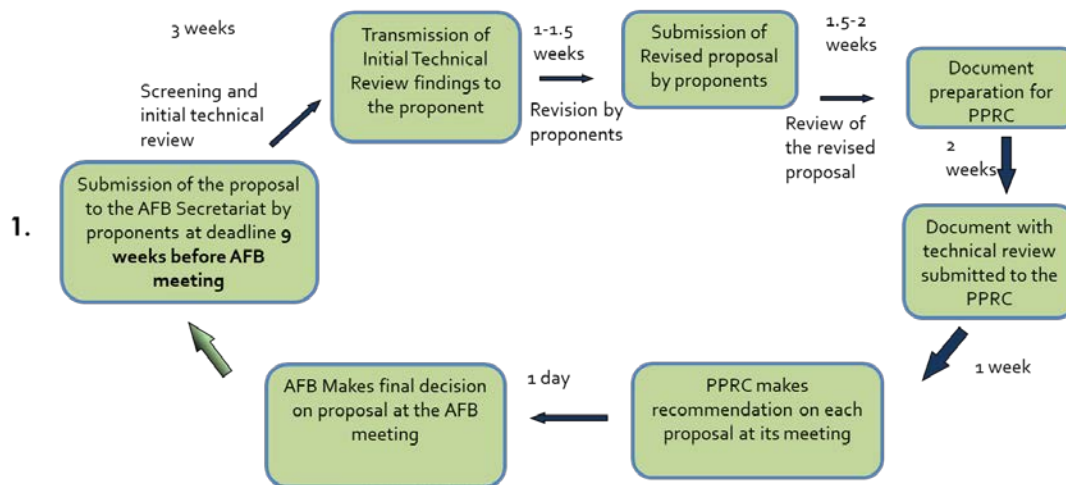 1.
Submission of the proposal
to the AFB Secretariat by
proponents at deadline 9
weeks before AFB
meeting
3 weeks
Screening and
initial technical
review
Transmission of
Initial Technical
Review findings to
the proponent
1-1.5
weeks
Revision by
proponents
Submission of
Revised proposal
by proponents
1.5-2
weeks
Review of
the revised
proposal
Document
preparation for
PPRC
2
weeks
Document with
technical review
submitted to the
PPRC
1 week
PPRC makes
recommendation on each
proposal at its meeting
1 day
AFB Makes final decision
on proposal at the AFB
meeting